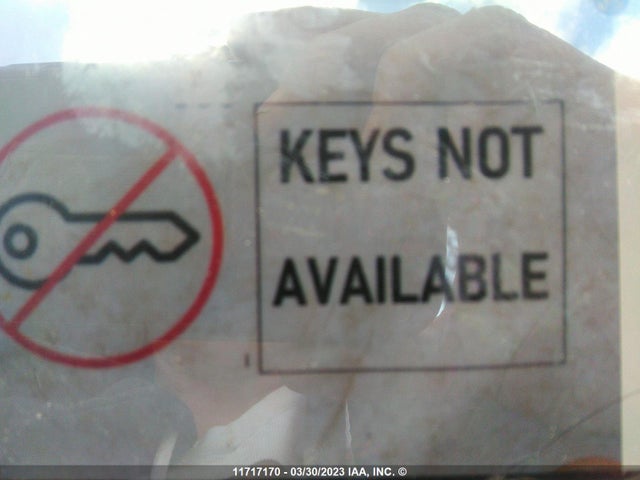 KEYS NOT
AVAILABLE
11717170 - 03/30/2023 IAA, INC. ©